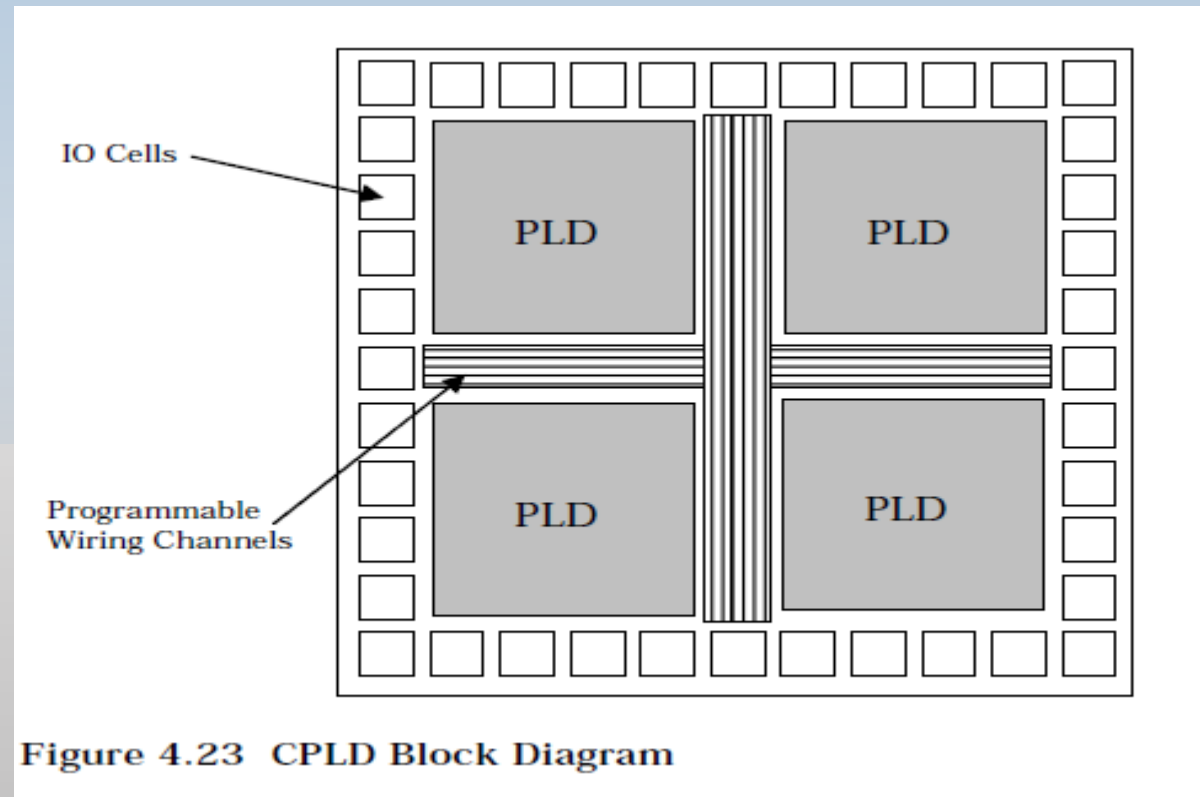 IO Cells
PLD
PLD
Programmable
Wiring Channels
PLD
PLD
Figure 4.23 CPLD Block Diagram